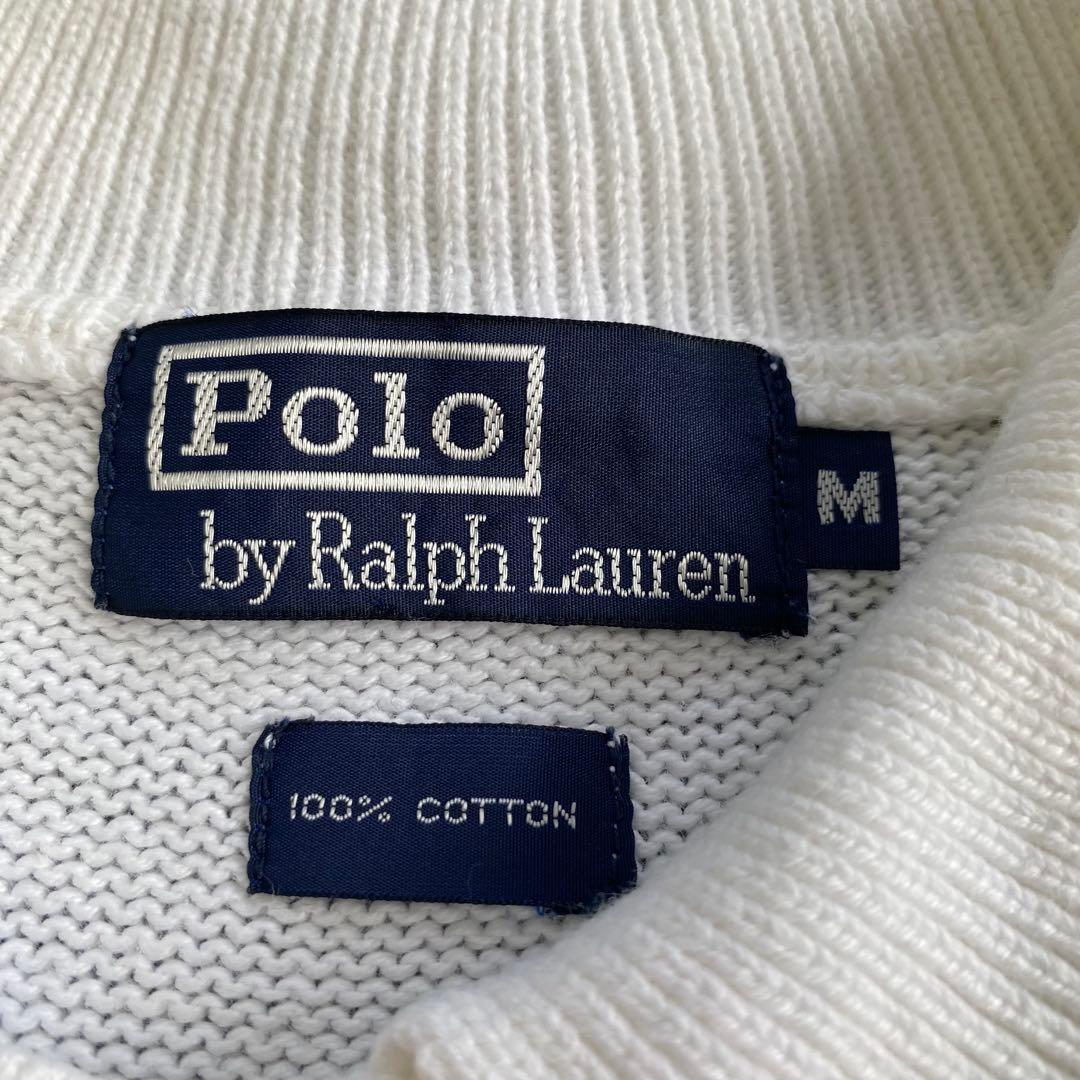 Polo
by Ralph Lauren
M
100% COTTON